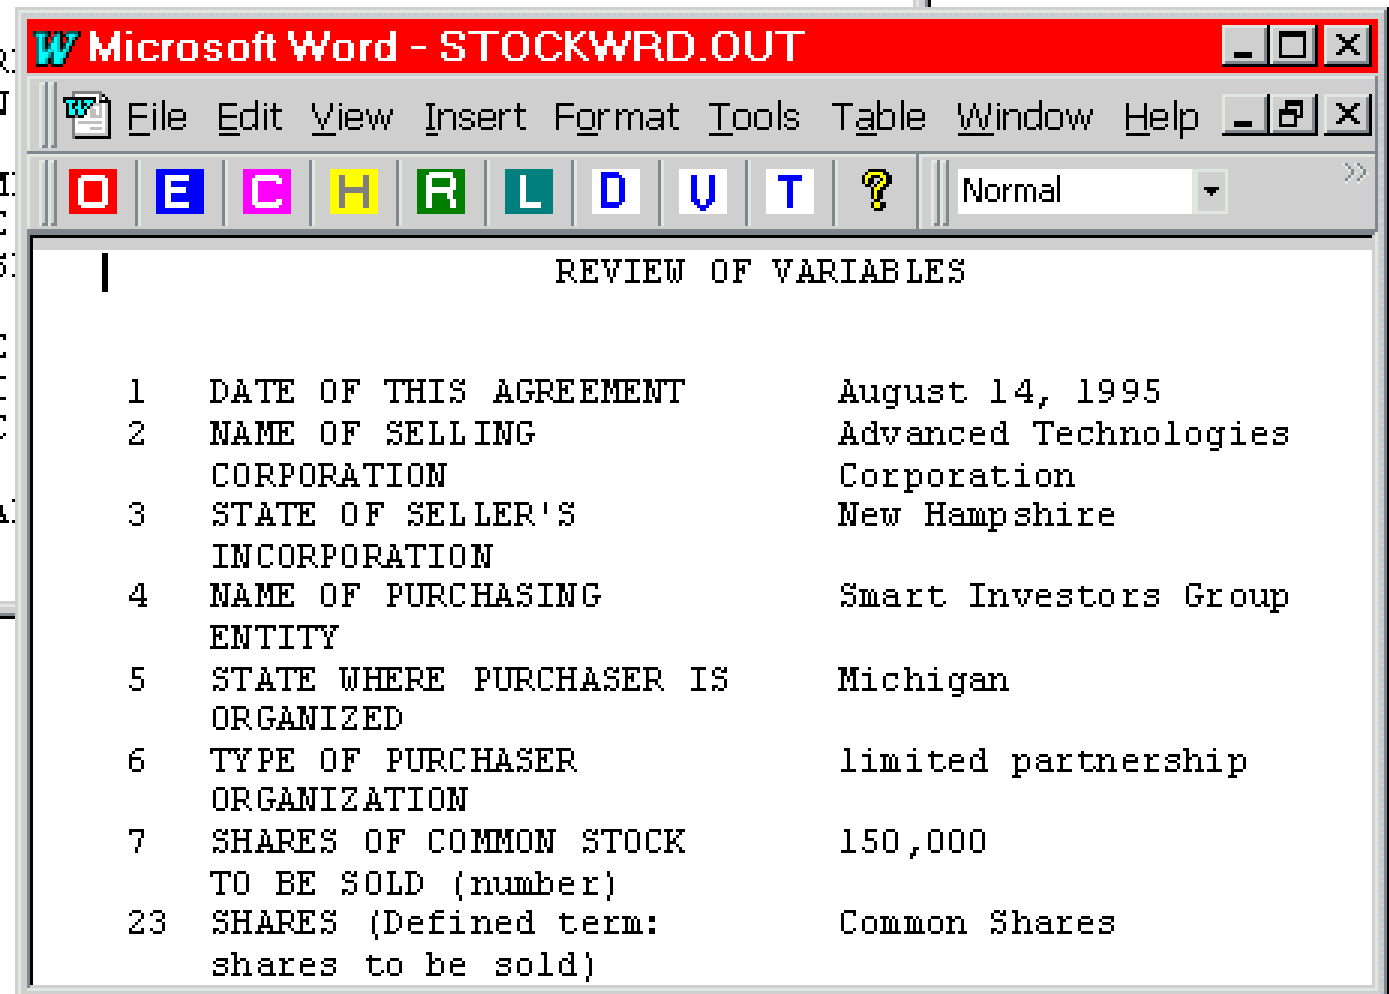 Microsoft Word - STOCKWRD.OUT
File Edit View Insert Format Tools Table Window Help
O E C H R L D V T ? Normal
REVIEW OF VARIABLES
1 DATE OF THIS AGREEMENT August 14, 1995
2 NAME OF SELLING Advanced Technologies
CORPORATION Corporation
3 STATE OF SELLER'S New Hampshire
INCORPORATION
4 NAME OF PURCHASING Smart Investors Group
ENTITY
5 STATE WHERE PURCHASER IS Michigan
ORGANIZED
6 TYPE OF PURCHASER limited partnership
ORGANIZATION
7 SHARES OF COMMON STOCK 150,000
TO BE SOLD (number)
23 SHARES (Defined term: Common Shares
shares to be sold)